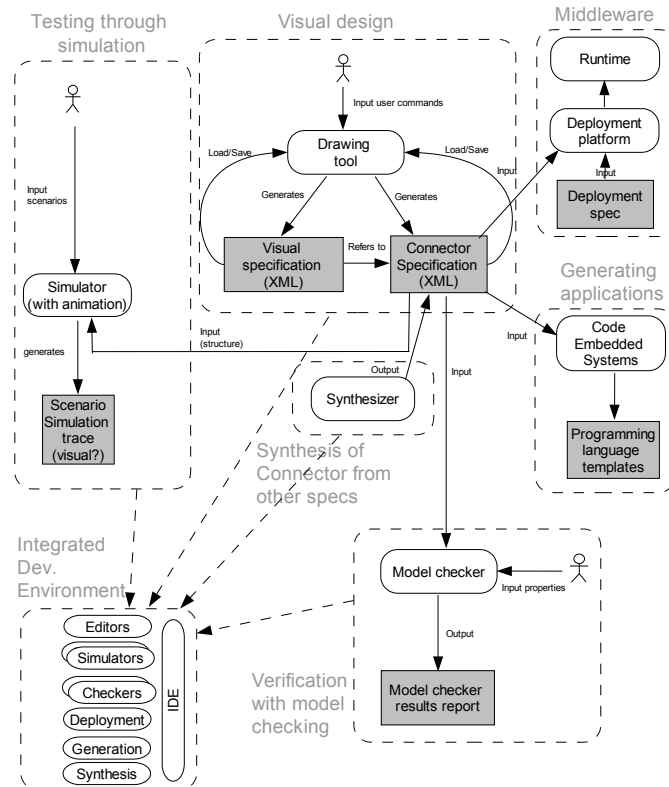 Testing through
simulation
Visual design
Middleware
Runtime
Input user commands
Deployment
platform
Load/Save
Drawing
tool
Load/Save
Input
Input
Input
scenarios
Generates
Generates
Deployment
spec
Visual
specification
(XML)
Refers to
Connector
Specification
(XML)
Simulator
(with animation)
Generating
applications
Input
(structure)
Input
Code
Embedded
Systems
generates
Output
Input
Synthesizer
Scenario
Simulation
trace
(visual?)
Programming
language
templates
Synthesis of
Connector from
other specs
Integrated
Dev.
Environment
Model checker
Input properties
Editors
Simulators
Checkers
Deployment
Generation
Synthesis
IDE
Output
Verification
with model
checking
Model checker
results report